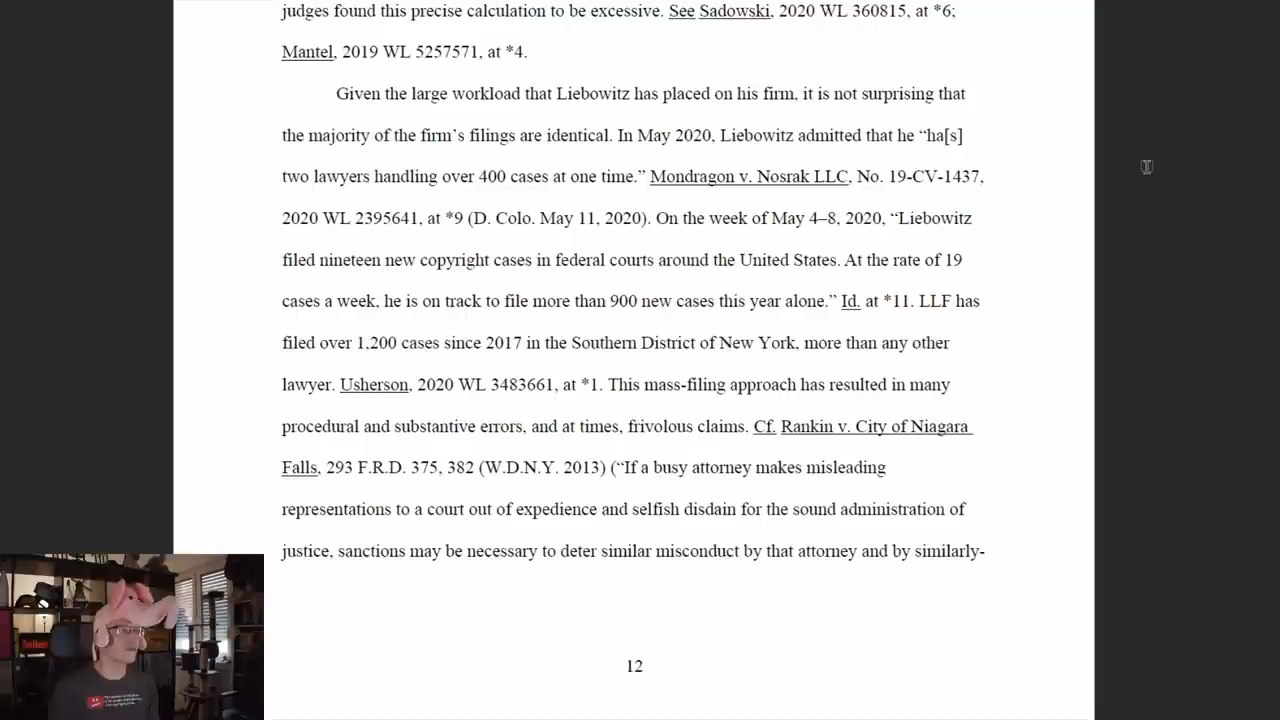 judges found this precise calculation to be excessive. See Sadowski, 2020 WL 360815, at *6;
Mantel, 2019 WL 5257571, at *4.
Given the large workload that Liebowitz has placed on his firm, it is not surprising that
the majority of the firm's filings are identical. In May 2020, Liebowitz admitted that he “ha[s]
two lawyers handling over 400 cases at one time.” Mondragon v. Nosrak LLC, No. 19-CV-1437,
2020 WL 2395641, at *9 (D. Colo. May 11, 2020). On the week of May 4–8, 2020, “Liebowitz
filed nineteen new copyright cases in federal courts around the United States. At the rate of 19
cases a week, he is on track to file more than 900 new cases this year alone.” Id. at *11. LLF has
filed over 1,200 cases since 2017 in the Southern District of New York, more than any other
lawyer. Usherson, 2020 WL 3483661, at *1. This mass-filing approach has resulted in many
procedural and substantive errors, and at times, frivolous claims. Cf. Rankin v. City of Niagara
Falls, 293 F.R.D. 375, 382 (W.D.N.Y. 2013) (“If a busy attorney makes misleading
representations to a court out of expedience and selfish disdain for the sound administration of
justice, sanctions may be necessary to deter similar misconduct by that attorney and by similarly-
12